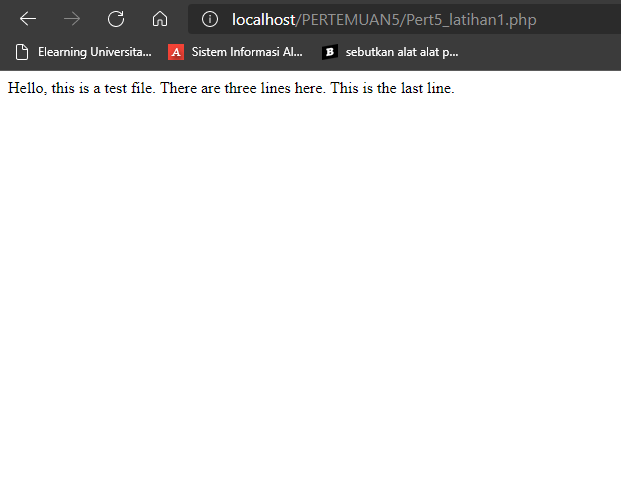 localhost/PERTEMUAN5/Pert5_latihan1.php
Elearning Universita... A Sistem Informasi Al... B sebutkan alat alat p...
Hello, this is a test file. There are three lines here. This is the last line.